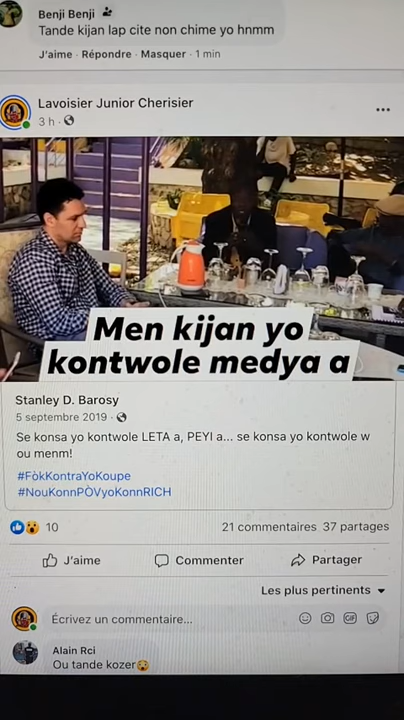 Benji Benji
Tande kijan lap cite non chime yo hnmm
J'aime · Répondre · Masquer · 1 min
Lavoisier Junior Cherisier
3 h ·
Men kijan yo
kontwole medya a
Stanley D. Barosy
5 septembre 2019 ·
Se konsa yo kontwole LETA a, PEYI a... se konsa yo kontwole w
ou menm!
#FòkKontraYoKoupe
#NouKonnPÒVyoKonnRICH
10
21 commentaires 37 partages
J'aime
Commenter
Partager
Les plus pertinents
Écrivez un commentaire...
GIF
Alain Rci
Ou tande kozer😮